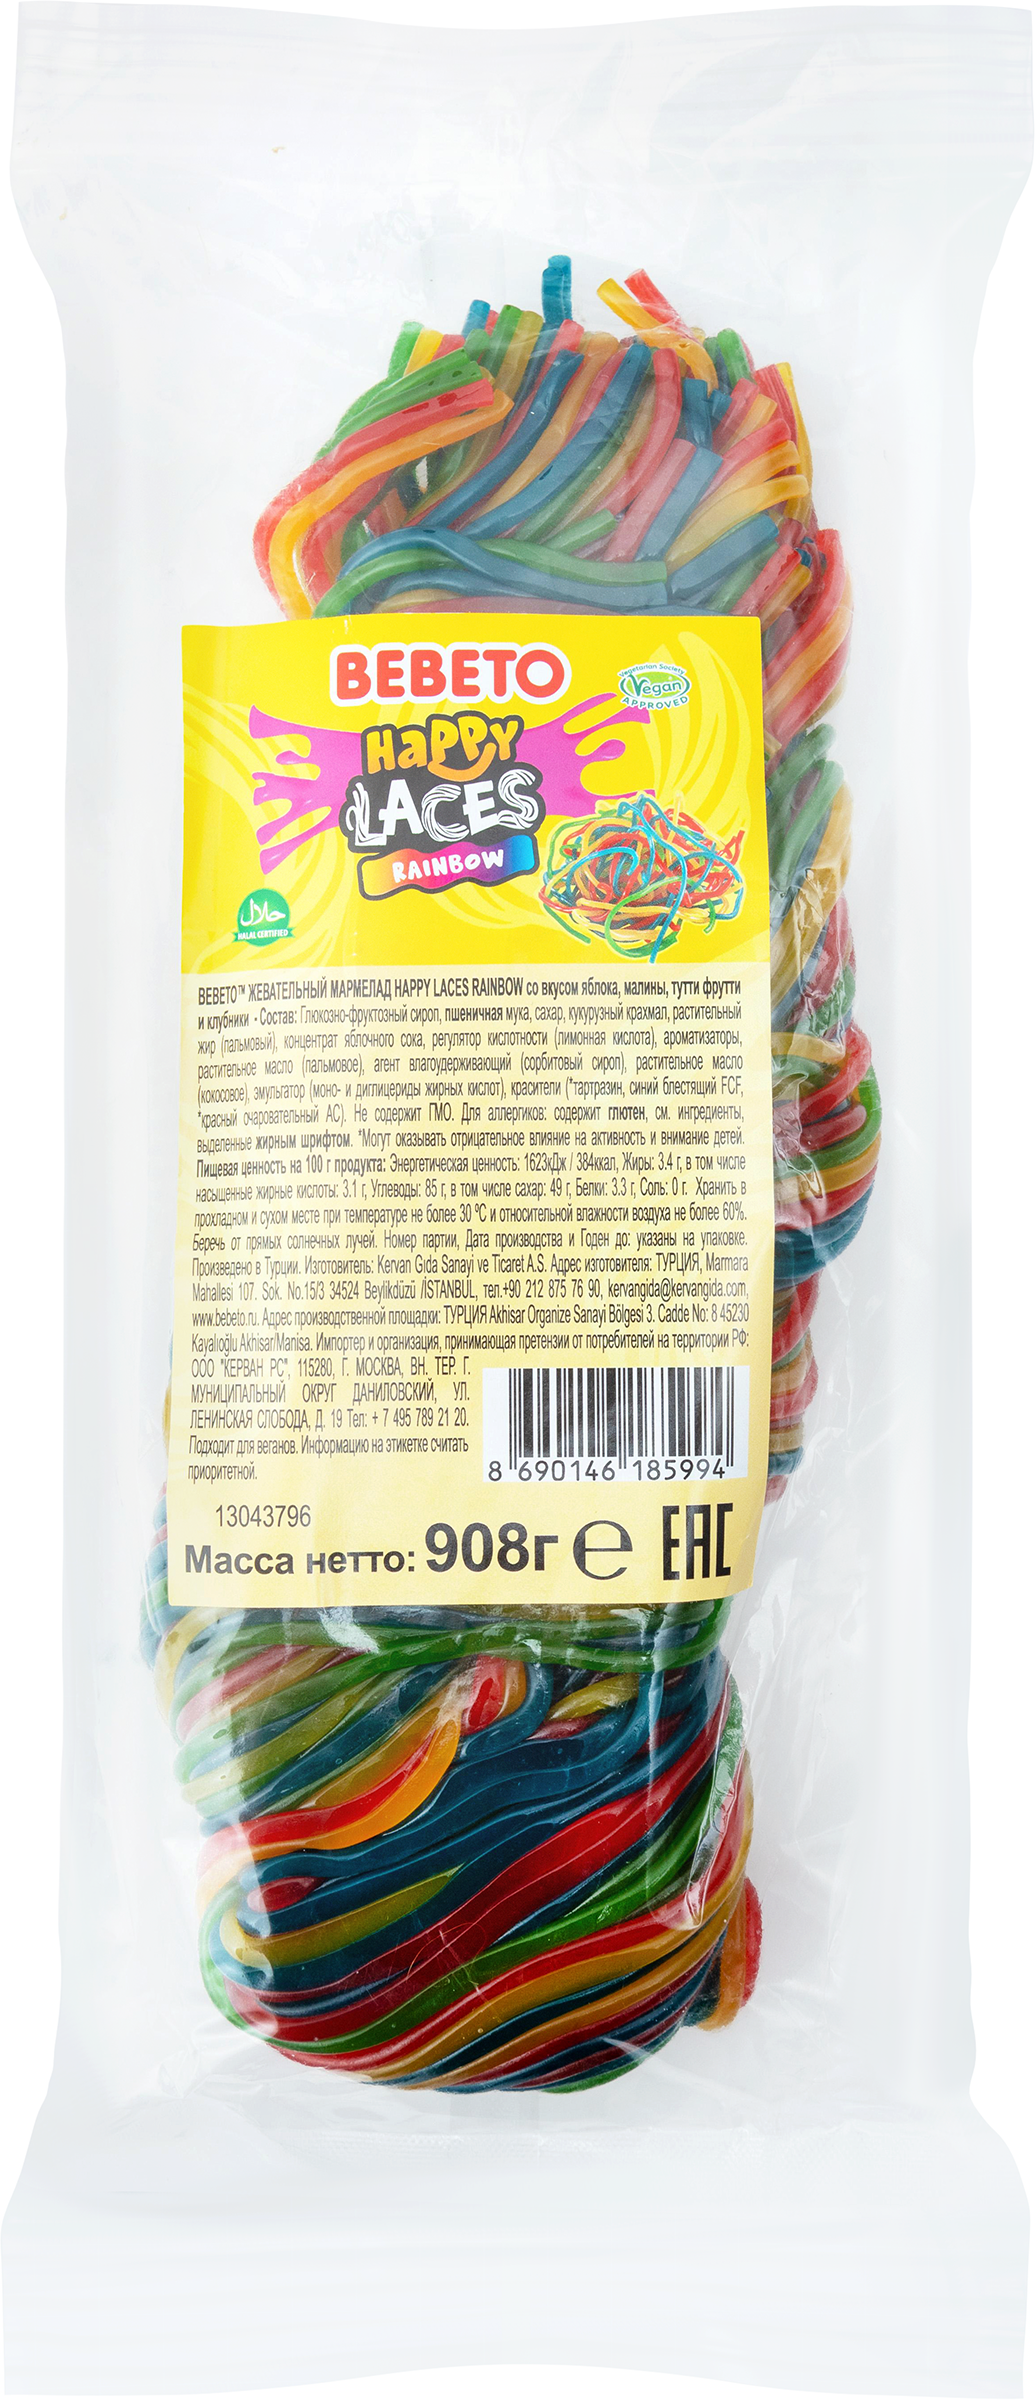 BEBETO
Vegetarian Society
Vegan
APPROVED
HaPPy
LACES
RAINBOW
حلال
HALAL CERTIFIED
BEBETO™ ЖЕВАТЕЛЬНЫЙ МАРМЕЛАД HAPPY LACES RAINBOW со вкусом яблока, малины, тутти фрутти
и клубники - Состав: Глюкозно-фруктозный сироп, пшеничная мука, сахар, кукурузный крахмал, растительный
жир (пальмовый), концентрат яблочного сока, регулятор кислотности (лимонная кислота), ароматизаторы,
растительное масло (пальмовое), агент влагоудерживающий (сорбитовый сироп), растительное масло
(кокосовое), эмульгатор (моно- и диглицериды жирных кислот), красители (*тартразин, синий блестящий FCF,
*красный очаровательный АС). Не содержит ГМО. Для аллергиков: содержит глютен, см. ингредиенты,
выделенные жирным шрифтом. *Могут оказывать отрицательное влияние на активность и внимание детей.
Пищевая ценность на 100 г продукта: Энергетическая ценность: 1623кДж / 384ккал, Жиры: 3.4 г, в том числе
насыщенные жирные кислоты: 3.1 г, Углеводы: 85 г, в том числе сахар: 49 г, Белки: 3.3 г, Соль: 0 г. Хранить в
прохладном и сухом месте при температуре не более 30 ºC и относительной влажности воздуха не более 60%.
Беречь от прямых солнечных лучей. Номер партии, Дата производства и Годен до: указаны на упаковке.
Произведено в Турции. Изготовитель: Kervan Gıda Sanayi ve Ticaret A.S. Адрес изготовителя: ТУРЦИЯ, Marmara
Mahallesi 107. Sok. No.15/3 34524 Beylikdüzü /İSTANBUL, тел.+90 212 875 76 90, kervangida@kervangida.com,
www.bebeto.ru. Адрес производственной площадки: ТУРЦИЯ Akhisar Organize Sanayi Bölgesi 3. Cadde No: 8 45230
Kayalıoğlu Akhisar/Manisa. Импортер и организация, принимающая претензии от потребителей на территории РФ:
ООО "КЕРВАН РС", 115280, Г. МОСКВА, ВН. ТЕР. Г.
МУНИЦИПАЛЬНЫЙ ОКРУГ ДАНИЛОВСКИЙ, УЛ.
ЛЕНИНСКАЯ СЛОБОДА, Д. 19 Тел: + 7 495 789 21 20.
Подходит для веганов. Информацию на этикетке считать
приоритетной.
8 690146 185994
13043796
Масса нетто: 908г ℮ EAC